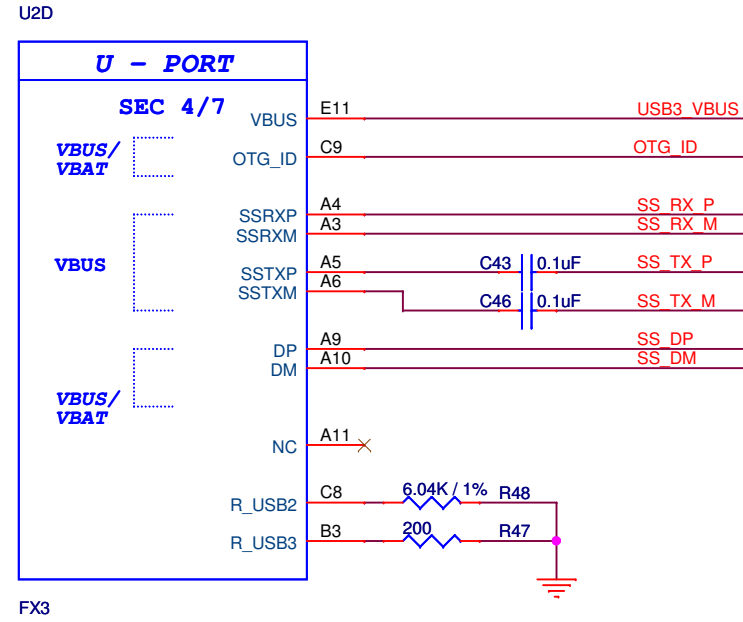 U2D
U - PORT
SEC 4/7
VBUS E11 USB3_VBUS
VBUS/
VBAT
OTG_ID C9 OTG_ID
SSRXP A4 SS_RX_P
SSRXM A3 SS_RX_M
VBUS
SSTXP A5 C43 0.1uF SS_TX_P
SSTXM A6 C46 0.1uF SS_TX_M
DP A9 SS_DP
DM A10 SS_DM
VBUS/
VBAT
NC A11
R_USB2 C8 6.04K / 1% R48
R_USB3 B3 200 R47
FX3